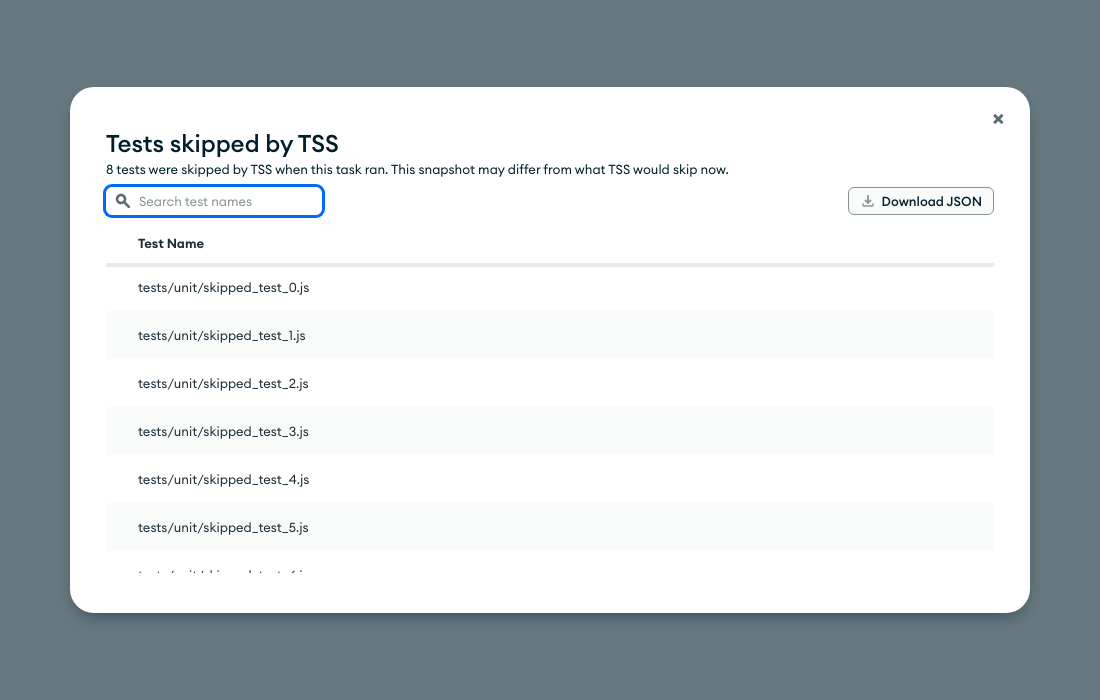 Tests skipped by TSS
8 tests were skipped by TSS when this task ran. This snapshot may differ from what TSS would skip now.
Search test names
Download JSON
Test Name
tests/unit/skipped_test_0.js
tests/unit/skipped_test_1.js
tests/unit/skipped_test_2.js
tests/unit/skipped_test_3.js
tests/unit/skipped_test_4.js
tests/unit/skipped_test_5.js